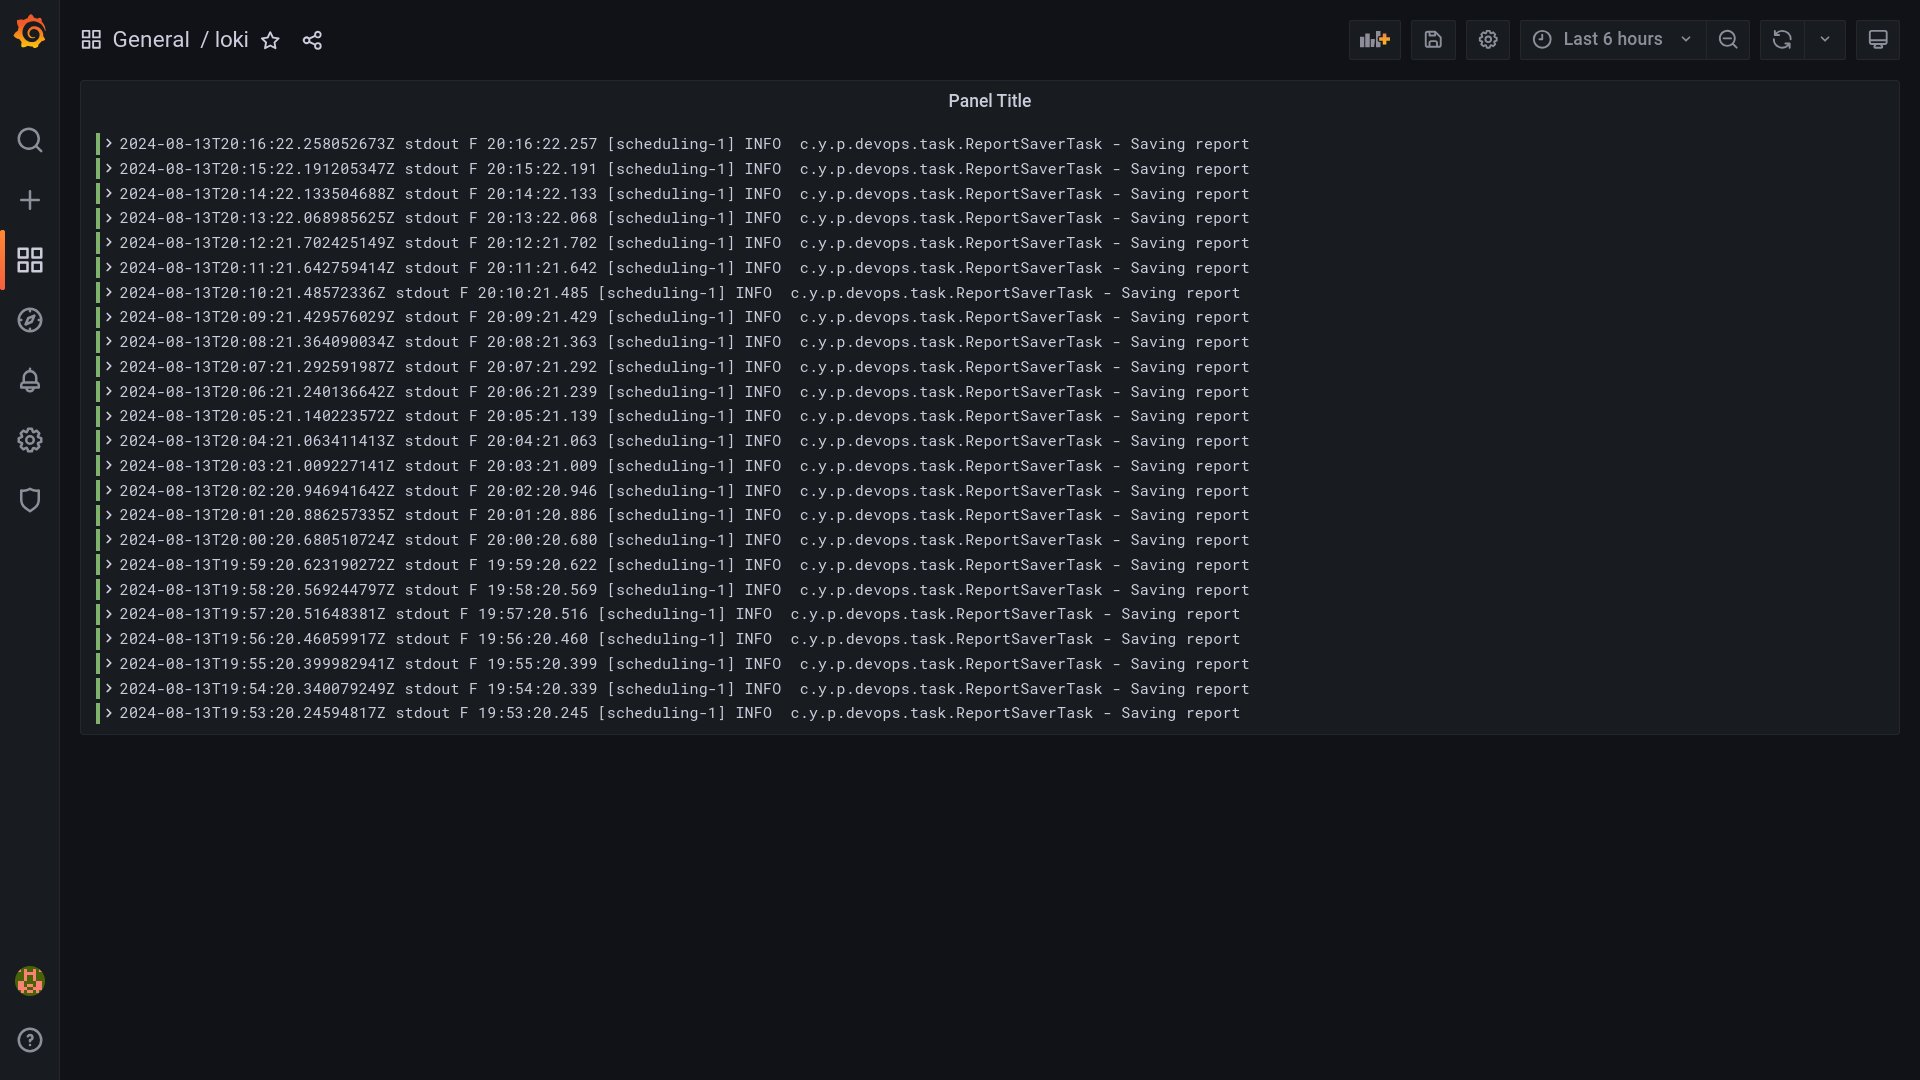 General / loki
Last 6 hours
Panel Title
2024-08-13T20:16:22.258052673Z stdout F 20:16:22.257 [scheduling-1] INFO  c.y.p.devops.task.ReportSaverTask - Saving report
2024-08-13T20:15:22.191205347Z stdout F 20:15:22.191 [scheduling-1] INFO  c.y.p.devops.task.ReportSaverTask - Saving report
2024-08-13T20:14:22.133504688Z stdout F 20:14:22.133 [scheduling-1] INFO  c.y.p.devops.task.ReportSaverTask - Saving report
2024-08-13T20:13:22.068985625Z stdout F 20:13:22.068 [scheduling-1] INFO  c.y.p.devops.task.ReportSaverTask - Saving report
2024-08-13T20:12:21.702425149Z stdout F 20:12:21.702 [scheduling-1] INFO  c.y.p.devops.task.ReportSaverTask - Saving report
2024-08-13T20:11:21.642759414Z stdout F 20:11:21.642 [scheduling-1] INFO  c.y.p.devops.task.ReportSaverTask - Saving report
2024-08-13T20:10:21.48572336Z stdout F 20:10:21.485 [scheduling-1] INFO  c.y.p.devops.task.ReportSaverTask - Saving report
2024-08-13T20:09:21.429576029Z stdout F 20:09:21.429 [scheduling-1] INFO  c.y.p.devops.task.ReportSaverTask - Saving report
2024-08-13T20:08:21.364090034Z stdout F 20:08:21.363 [scheduling-1] INFO  c.y.p.devops.task.ReportSaverTask - Saving report
2024-08-13T20:07:21.292591987Z stdout F 20:07:21.292 [scheduling-1] INFO  c.y.p.devops.task.ReportSaverTask - Saving report
2024-08-13T20:06:21.240136642Z stdout F 20:06:21.239 [scheduling-1] INFO  c.y.p.devops.task.ReportSaverTask - Saving report
2024-08-13T20:05:21.140223572Z stdout F 20:05:21.139 [scheduling-1] INFO  c.y.p.devops.task.ReportSaverTask - Saving report
2024-08-13T20:04:21.063411413Z stdout F 20:04:21.063 [scheduling-1] INFO  c.y.p.devops.task.ReportSaverTask - Saving report
2024-08-13T20:03:21.009227141Z stdout F 20:03:21.009 [scheduling-1] INFO  c.y.p.devops.task.ReportSaverTask - Saving report
2024-08-13T20:02:20.946941642Z stdout F 20:02:20.946 [scheduling-1] INFO  c.y.p.devops.task.ReportSaverTask - Saving report
2024-08-13T20:01:20.886257335Z stdout F 20:01:20.886 [scheduling-1] INFO  c.y.p.devops.task.ReportSaverTask - Saving report
2024-08-13T20:00:20.680510724Z stdout F 20:00:20.680 [scheduling-1] INFO  c.y.p.devops.task.ReportSaverTask - Saving report
2024-08-13T19:59:20.623190272Z stdout F 19:59:20.622 [scheduling-1] INFO  c.y.p.devops.task.ReportSaverTask - Saving report
2024-08-13T19:58:20.569244797Z stdout F 19:58:20.569 [scheduling-1] INFO  c.y.p.devops.task.ReportSaverTask - Saving report
2024-08-13T19:57:20.51648381Z stdout F 19:57:20.516 [scheduling-1] INFO  c.y.p.devops.task.ReportSaverTask - Saving report
2024-08-13T19:56:20.46059917Z stdout F 19:56:20.460 [scheduling-1] INFO  c.y.p.devops.task.ReportSaverTask - Saving report
2024-08-13T19:55:20.399982941Z stdout F 19:55:20.399 [scheduling-1] INFO  c.y.p.devops.task.ReportSaverTask - Saving report
2024-08-13T19:54:20.340079249Z stdout F 19:54:20.339 [scheduling-1] INFO  c.y.p.devops.task.ReportSaverTask - Saving report
2024-08-13T19:53:20.24594817Z stdout F 19:53:20.245 [scheduling-1] INFO  c.y.p.devops.task.ReportSaverTask - Saving report